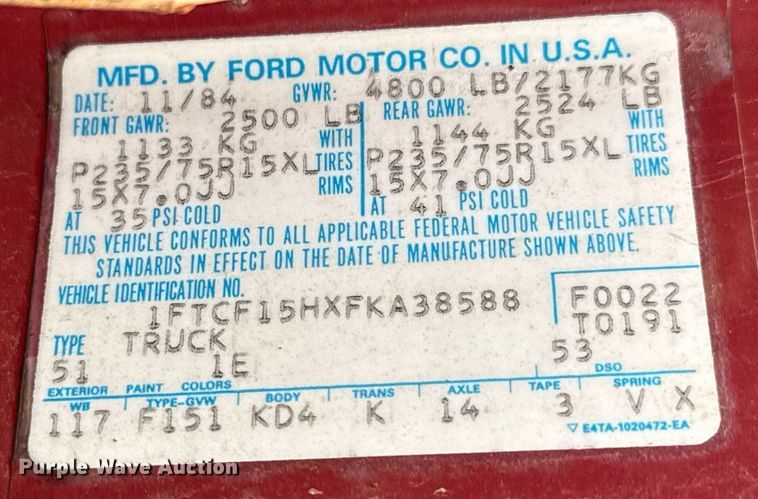 MFD. BY FORD MOTOR CO. IN U.S.A.
DATE: 11/84 GVWR: 4800 LB/2177KG
FRONT GAWR: 2500 LB REAR GAWR: 2524 LB
1133 KG WITH 1144 KG WITH
P235/75R15XL TIRES P235/75R15XL TIRES
15X7.0JJ RIMS 15X7.0JJ RIMS
AT 35 PSI COLD AT 41 PSI COLD
THIS VEHICLE CONFORMS TO ALL APPLICABLE FEDERAL MOTOR VEHICLE SAFETY
STANDARDS IN EFFECT ON THE DATE OF MANUFACTURE SHOWN ABOVE.
VEHICLE IDENTIFICATION NO.
1FTCF15HXFKA38588 F0022
TYPE TRUCK T0191
51 1E 53
EXTERIOR PAINT COLORS DSO
WB TYPE-GVW BODY TRANS AXLE TAPE SPRING
117 F151 KD4 K 14 3 V X
▽ E4TA-1020472-EA
Purple Wave Auction